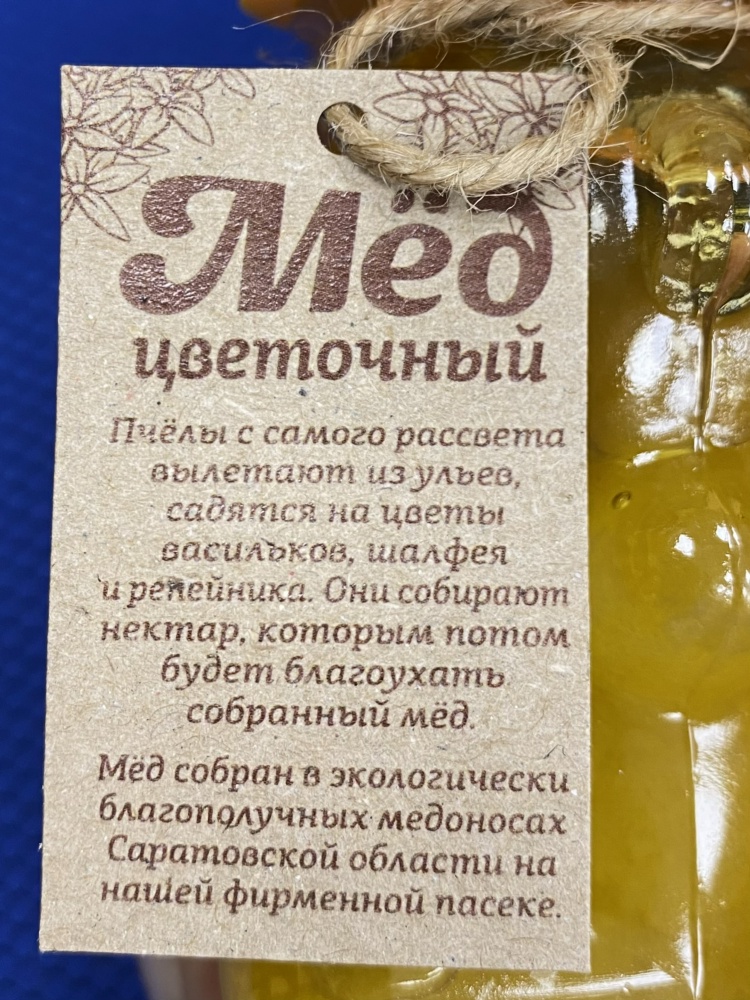 Мёд
цветочный
Пчёлы с самого рассвета
вылетают из ульев,
садятся на цветы
васильков, шалфея
и репейника. Они собирают
нектар, которым потом
будет благоухать
собранный мёд.
Мёд собран в экологически
благополучных медоносах
Саратовской области на
нашей фирменной пасеке.